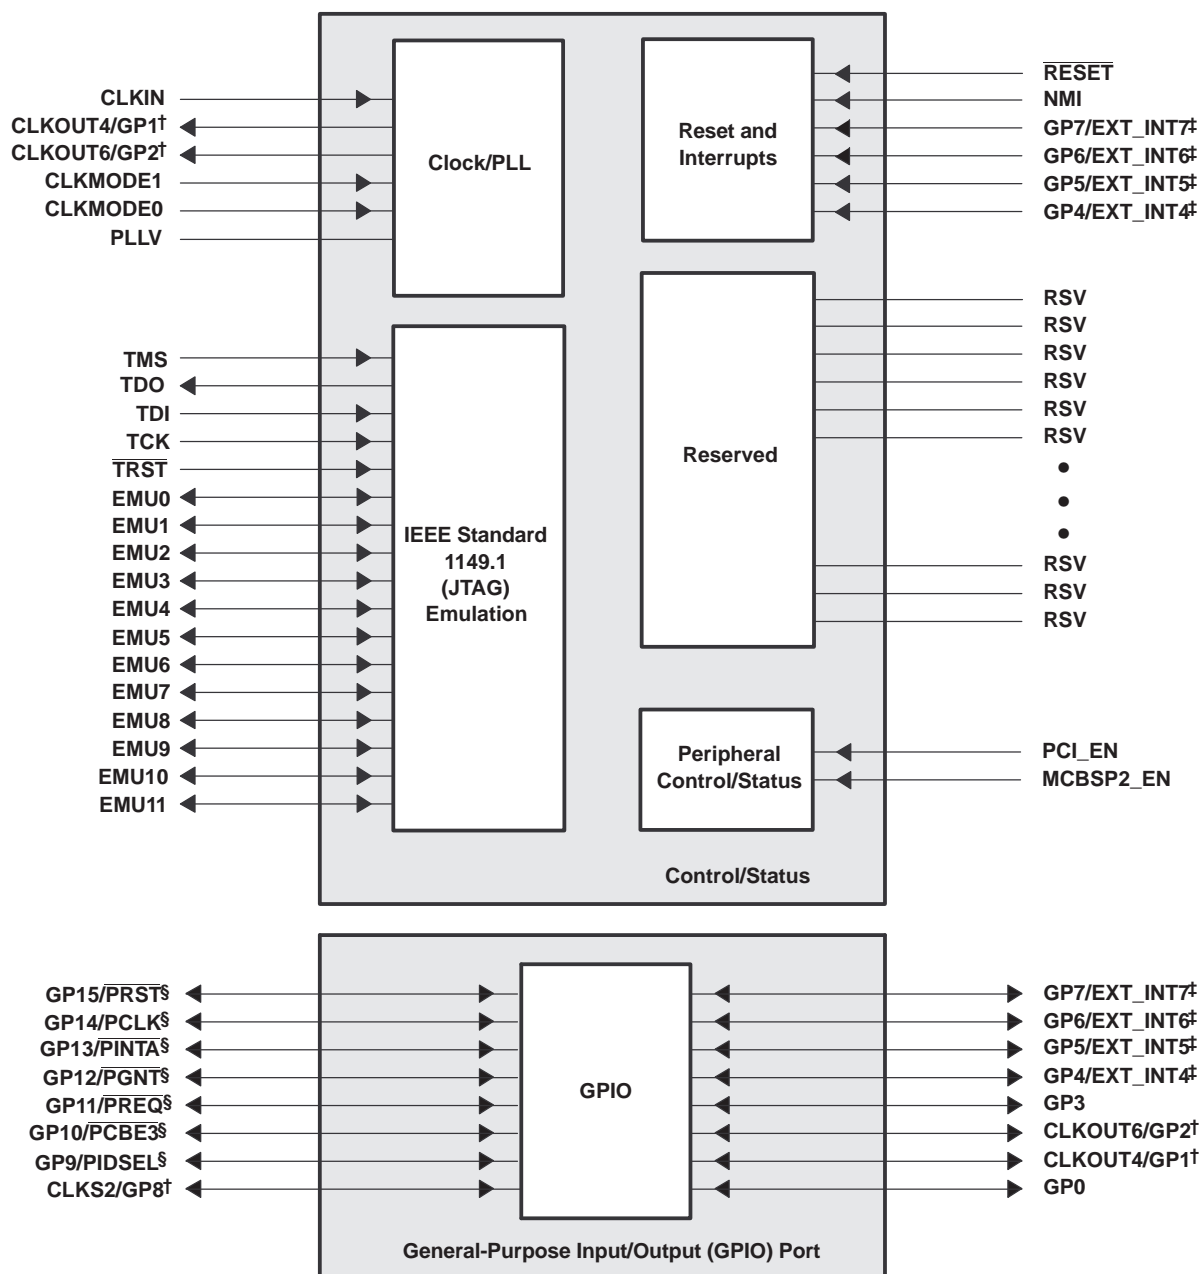 CLKIN
CLKOUT4/GP1†
CLKOUT6/GP2†
CLKMODE1
CLKMODE0
PLLV
Clock/PLL
Reset and
Interrupts
RESET
NMI
GP7/EXT_INT7‡
GP6/EXT_INT6‡
GP5/EXT_INT5‡
GP4/EXT_INT4‡
TMS
TDO
TDI
TCK
TRST
EMU0
EMU1
EMU2
EMU3
EMU4
EMU5
EMU6
EMU7
EMU8
EMU9
EMU10
EMU11
IEEE Standard
1149.1
(JTAG)
Emulation
Reserved
RSV
RSV
RSV
RSV
RSV
RSV
•
•
•
RSV
RSV
RSV
Peripheral
Control/Status
PCI_EN
MCBSP2_EN
Control/Status
GP15/PRST§
GP14/PCLK§
GP13/PINTA§
GP12/PGNT§
GP11/PREQ§
GP10/PCBE3§
GP9/PIDSEL§
CLKS2/GP8†
GPIO
GP7/EXT_INT7‡
GP6/EXT_INT6‡
GP5/EXT_INT5‡
GP4/EXT_INT4‡
GP3
CLKOUT6/GP2†
CLKOUT4/GP1†
GP0
General-Purpose Input/Output (GPIO) Port